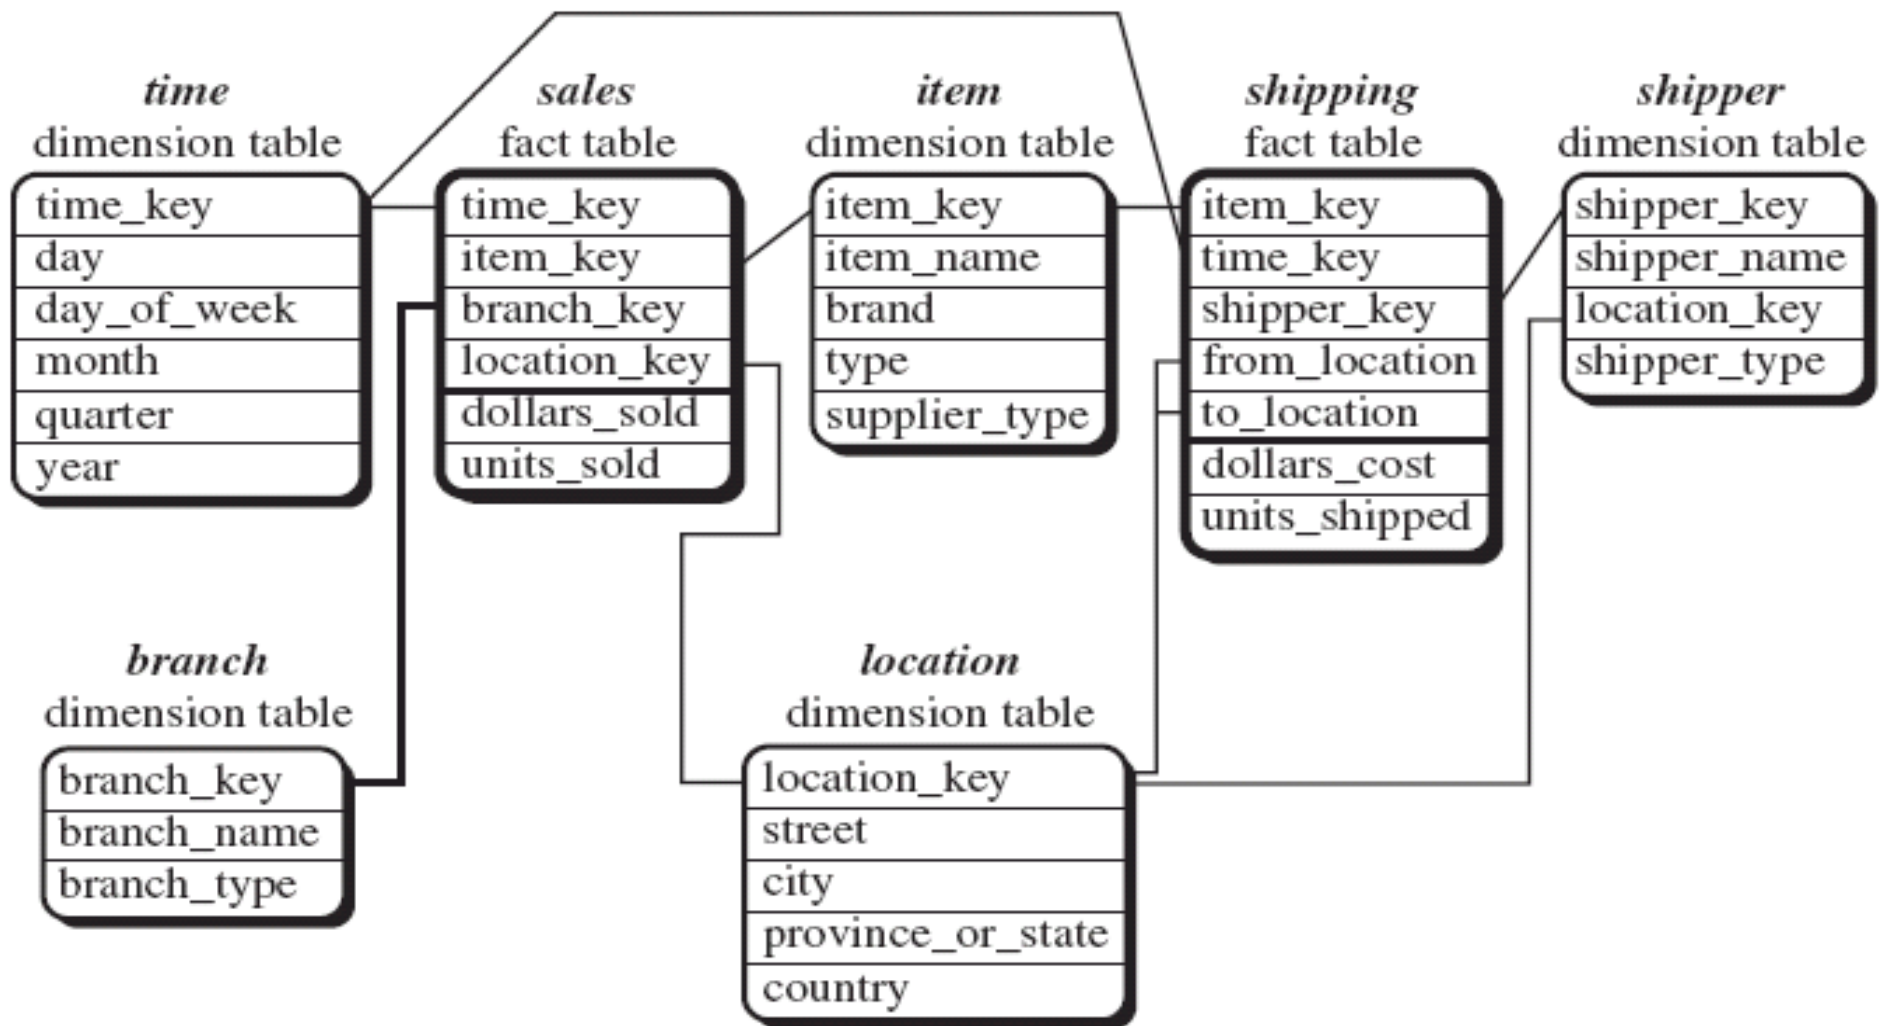 time
dimension table
time_key
day
day_of_week
month
quarter
year
sales
fact table
time_key
item_key
branch_key
location_key
dollars_sold
units_sold
item
dimension table
item_key
item_name
brand
type
supplier_type
shipping
fact table
item_key
time_key
shipper_key
from_location
to_location
dollars_cost
units_shipped
shipper
dimension table
shipper_key
shipper_name
location_key
shipper_type
branch
dimension table
branch_key
branch_name
branch_type
location
dimension table
location_key
street
city
province_or_state
country